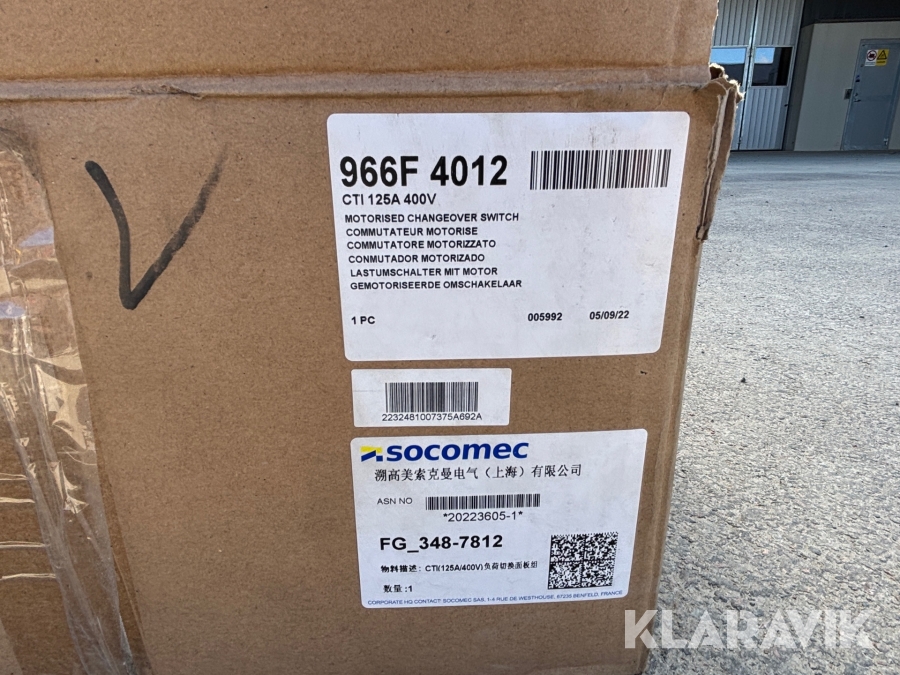 966F 4012
CTI 125A 400V
MOTORISED CHANGEOVER SWITCH
COMMUTATEUR MOTORISE
COMMUTATORE MOTORIZZATO
CONMUTADOR MOTORIZADO
LASTUMSCHALTER MIT MOTOR
GEMOTORISEERDE OMSCHAKELAAR
1 PC 005992 05/09/22
2232481007375A692A
socomec
溯高美索克曼电气（上海）有限公司
ASN NO
*20223605-1*
FG_348-7812
物料描述：CTI(125A/400V)负荷切换面板组
数量:1
CORPORATE HQ CONTACT: SOCOMEC SAS, 1-4 RUE DE WESTHOUSE, 67235 BENFELD, FRANCE
KLARAVIK